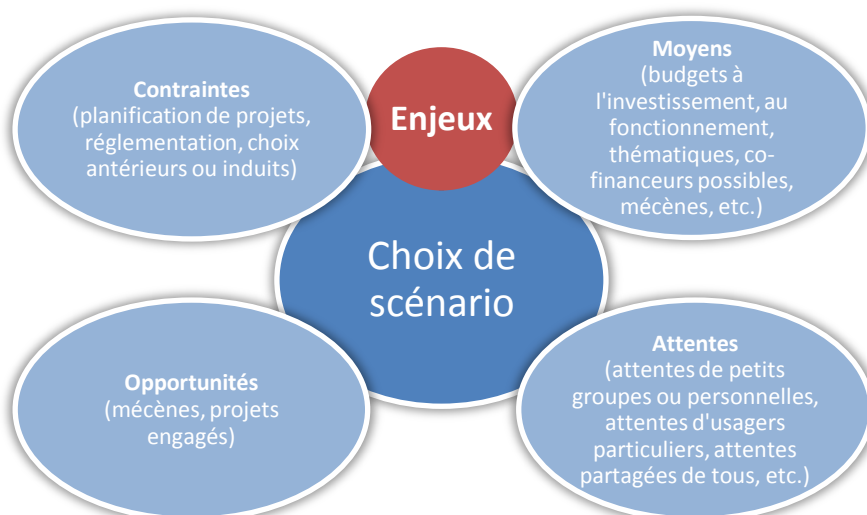 Contraintes
(planification de projets,
réglementation, choix
antérieurs ou induits)
Enjeux
Moyens
(budgets à
l'investissement, au
fonctionnement,
thématiques, co-
financeurs possibles,
mécènes, etc.)
Choix de
scénario
Opportunités
(mécènes, projets
engagés)
Attentes
(attentes de petits
groupes ou personnelles,
attentes d'usagers
particuliers, attentes
partagées de tous, etc.)